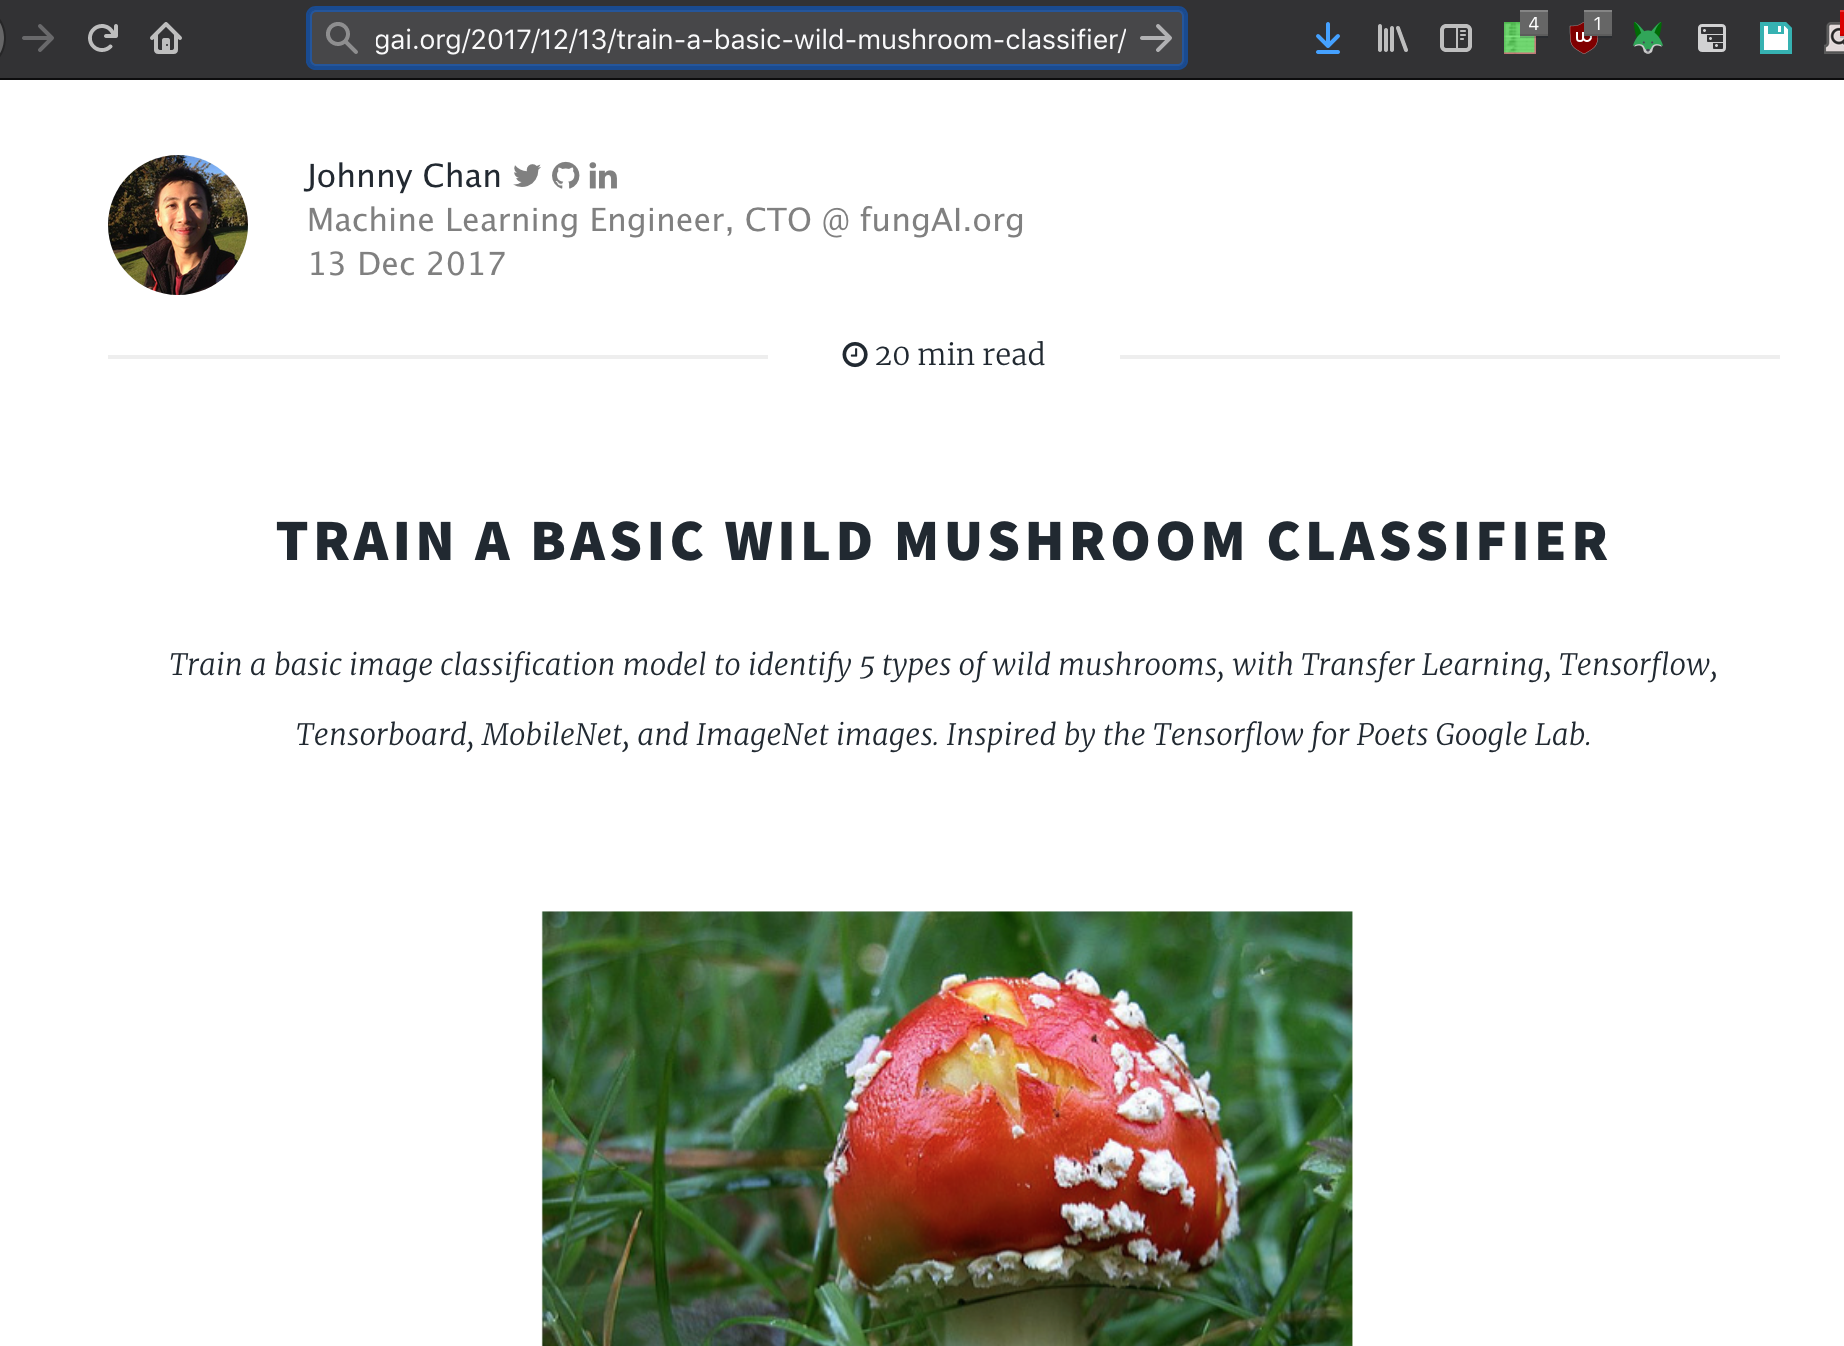 gai.org/2017/12/13/train-a-basic-wild-mushroom-classifier/
4
1
Johnny Chan
Machine Learning Engineer, CTO @ fungAI.org
13 Dec 2017
20 min read
TRAIN A BASIC WILD MUSHROOM CLASSIFIER
Train a basic image classification model to identify 5 types of wild mushrooms, with Transfer Learning, Tensorflow,
Tensorboard, MobileNet, and ImageNet images. Inspired by the Tensorflow for Poets Google Lab.